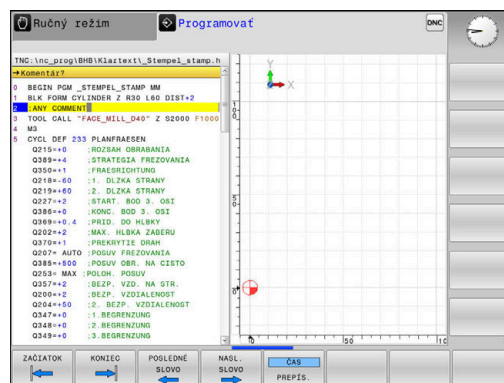 Ručný režim
Programovať
DNC
TNC:\nc_prog\BHB\Klartext\_Stempel_stamp.h
→Komentár?
0 BEGIN PGM _STEMPEL_STAMP MM
1 BLK FORM CYLINDER Z R30 L60 DIST+2
2 ;ANY COMMENT
3 TOOL CALL "FACE_MILL_D40" Z S2000 F1000
4 M3
5 CYCL DEF 233 PLANFRAESEN
Q215=+0 ;ROZSAH OBRABANIA
Q389=+4 ;STRATEGIA FREZOVANIA
Q350=+1 ;FRAESRICHTUNG
Q218=-60 ;1. DLZKA STRANY
Q219=+60 ;2. DLZKA STRANY
Q227=+2 ;START. BOD 3. OSI
Q386=+0 ;KONC. BOD 3. OSI
Q369=+0.4 ;PRID. DO HLBKY
Q202=+2 ;MAX. HLBKA ZABERU
Q370=+1 ;PREKRYTIE DRAH
Q207= AUTO ;POSUV FREZOVANIA
Q385=+500 ;POSUV OBR. NA CISTO
Q253= MAX ;POLOH. POSUV
Q357=+2 ;BEZP. VZD. NA STR.
Q200=+2 ;BEZP. VZDIALENOST
Q204=+50 ;2. BEZP. VZDIALENOST
Q347=+0 ;1.BEGRENZUNG
Q348=+0 ;2.BEGRENZUNG
Q349=+0 ;3.BEGRENZUNG
Y
X
100
50
0
0
50
ZAČIATOK
KONIEC
POSLEDNÉ SLOVO
NASL. SLOVO
ČAS
PREPÍS.